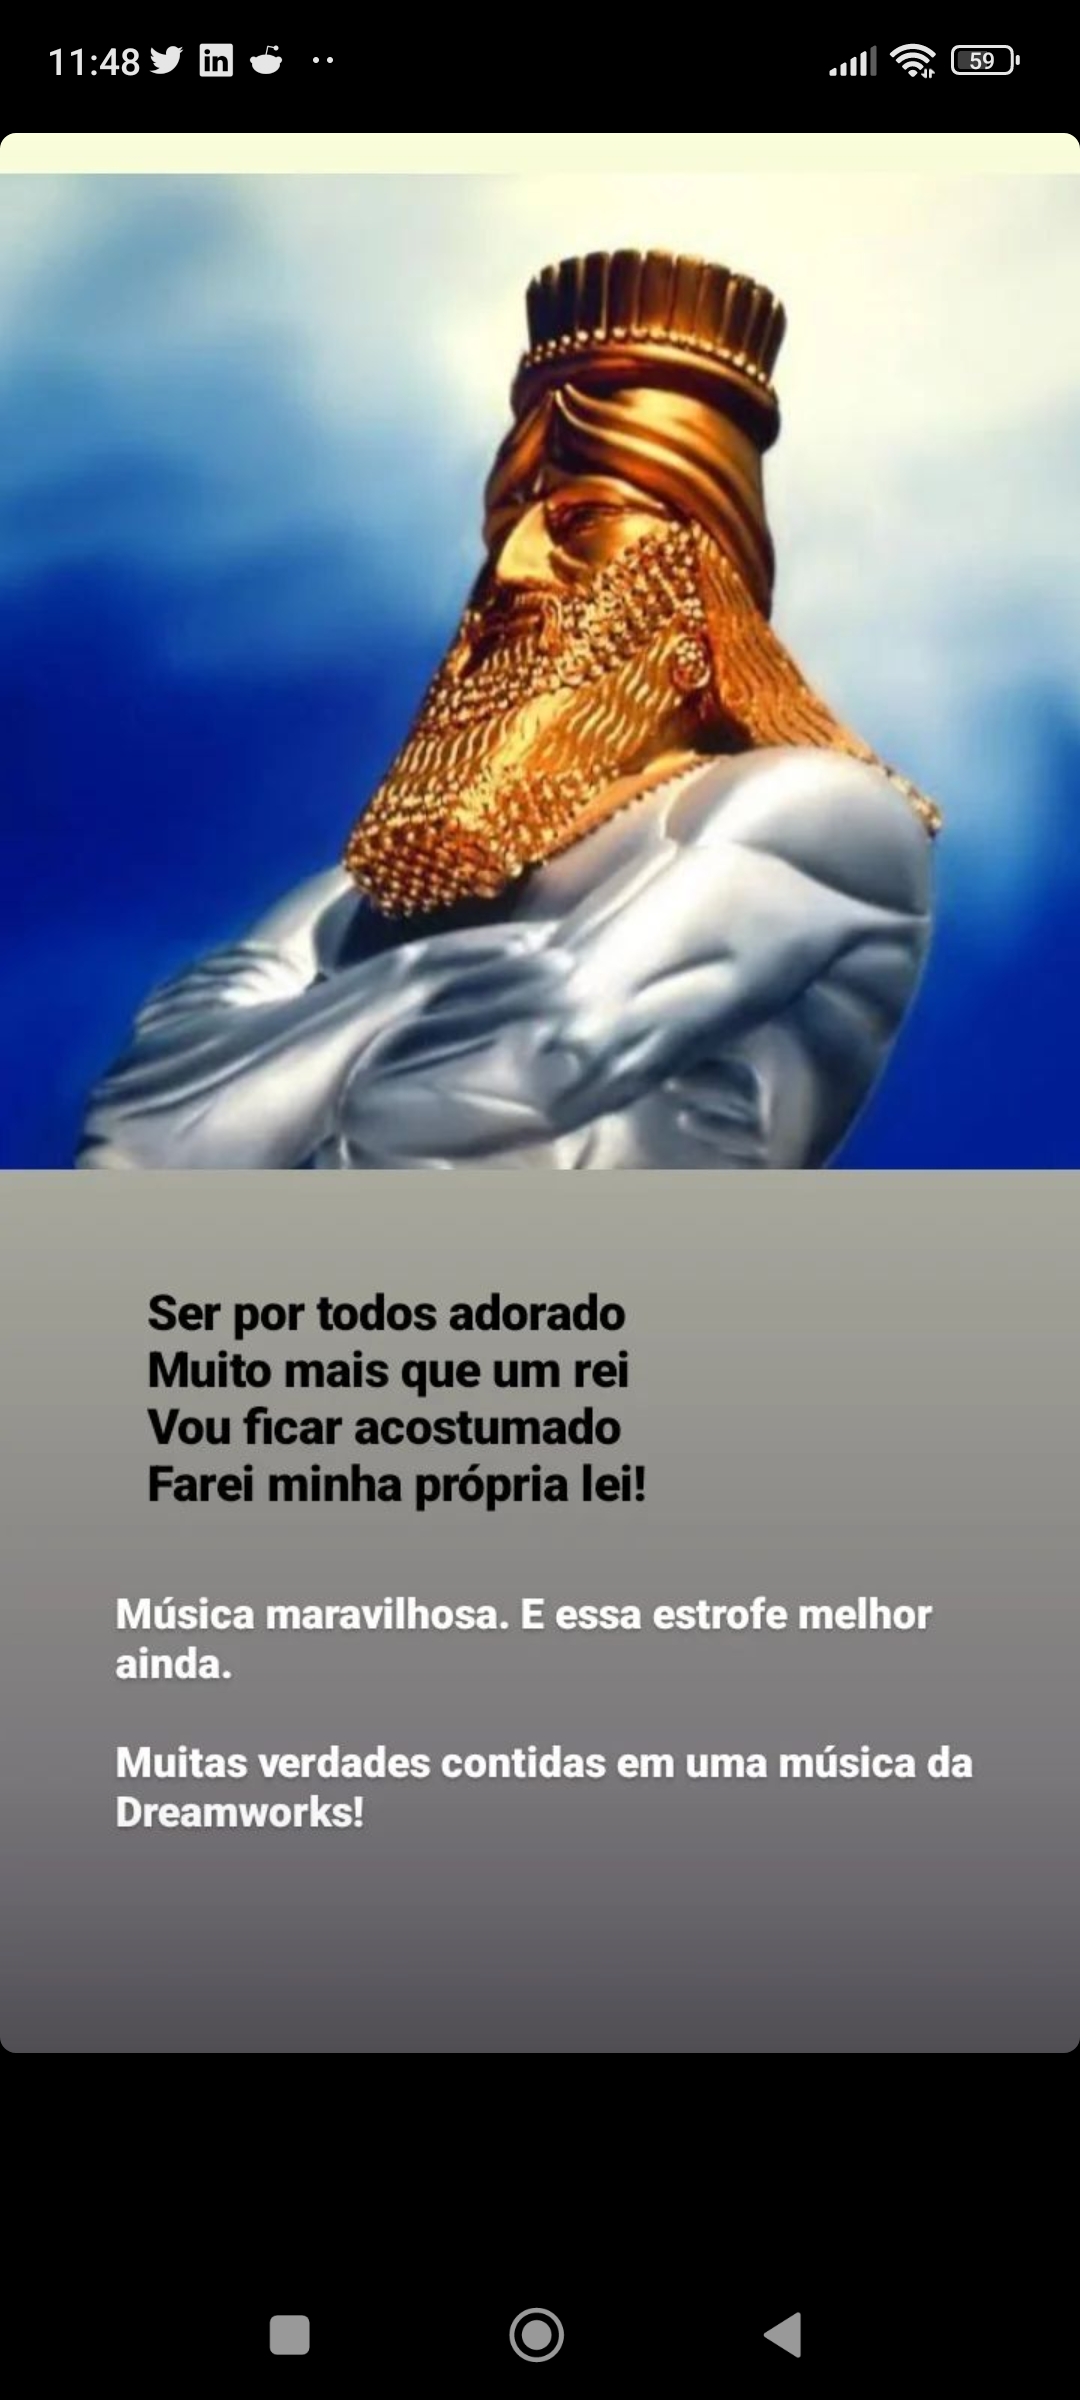 11:48
59
Ser por todos adorado
Muito mais que um rei
Vou ficar acostumado
Farei minha própria lei!
Música maravilhosa. E essa estrofe melhor
ainda.
Muitas verdades contidas em uma música da
Dreamworks!